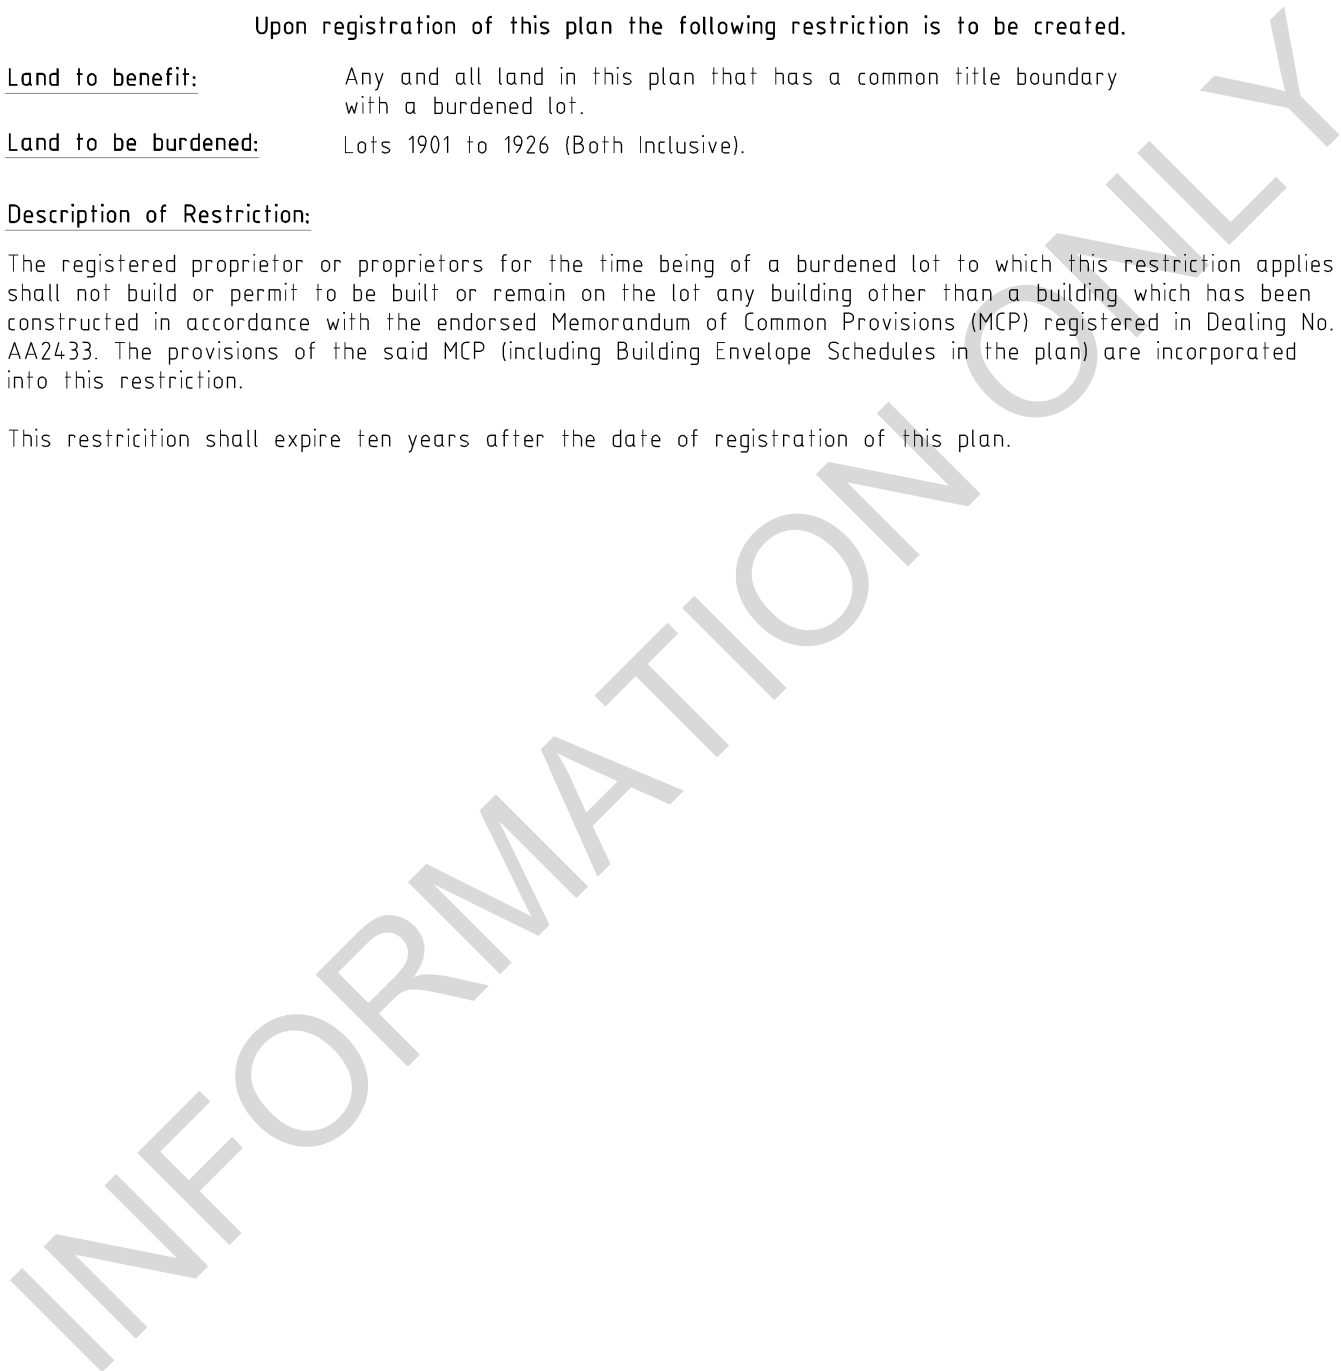 Upon registration of this plan the following restriction is to be created.
Land to benefit: Any and all land in this plan that has a common title boundary
with a burdened lot.
Land to be burdened: Lots 1901 to 1926 (Both Inclusive).
Description of Restriction:
The registered proprietor or proprietors for the time being of a burdened lot to which this restriction applies
shall not build or permit to be built or remain on the lot any building other than a building which has been
constructed in accordance with the endorsed Memorandum of Common Provisions (MCP) registered in Dealing No.
AA2433. The provisions of the said MCP (including Building Envelope Schedules in the plan) are incorporated
into this restriction.
This restricition shall expire ten years after the date of registration of this plan.
INFORMATION ONLY